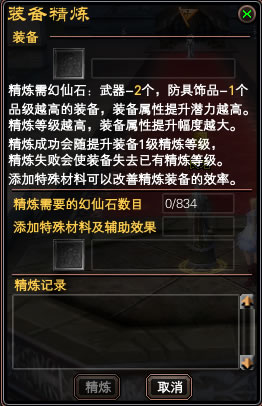 装备精炼
装备
精炼需幻仙石：武器-2个，防具饰品-1个
品级越高的装备，装备属性提升潜力越高。
精炼等级越高，装备属性提升幅度越大。
精炼成功会随提升装备1级精炼等级，
精炼失败会使装备失去已有精炼等级。
添加特殊材料可以改善精炼装备的效率。
精炼需要的幻仙石数目 0/834
添加特殊材料及辅助效果
精炼记录
精炼 取消